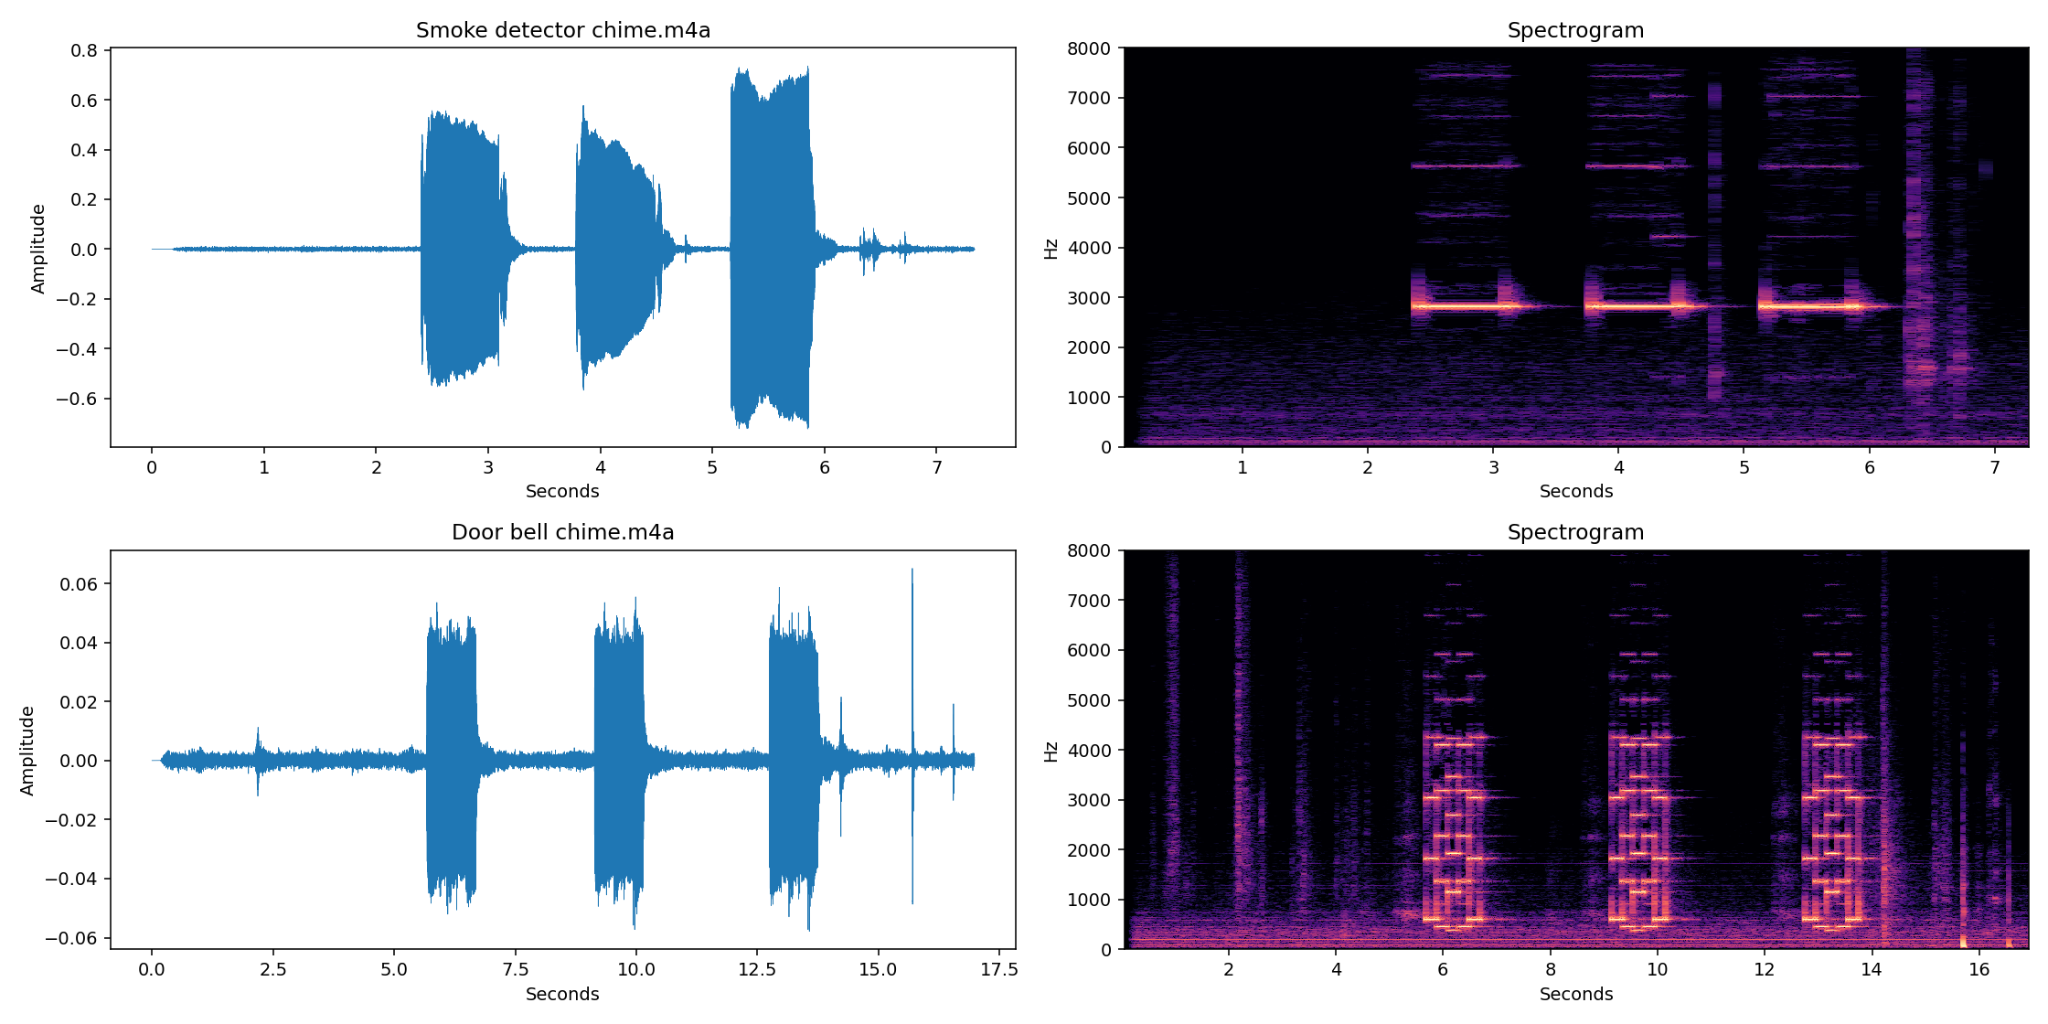 Smoke detector chime.m4a
Amplitude
0.8
0.6
0.4
0.2
0.0
−0.2
−0.4
−0.6
0 1 2 3 4 5 6 7
Seconds
Spectrogram
Hz
8000
7000
6000
5000
4000
3000
2000
1000
0
1 2 3 4 5 6 7
Seconds
Door bell chime.m4a
Amplitude
0.06
0.04
0.02
0.00
−0.02
−0.04
−0.06
0.0 2.5 5.0 7.5 10.0 12.5 15.0 17.5
Seconds
Spectrogram
Hz
8000
7000
6000
5000
4000
3000
2000
1000
0
2 4 6 8 10 12 14 16
Seconds